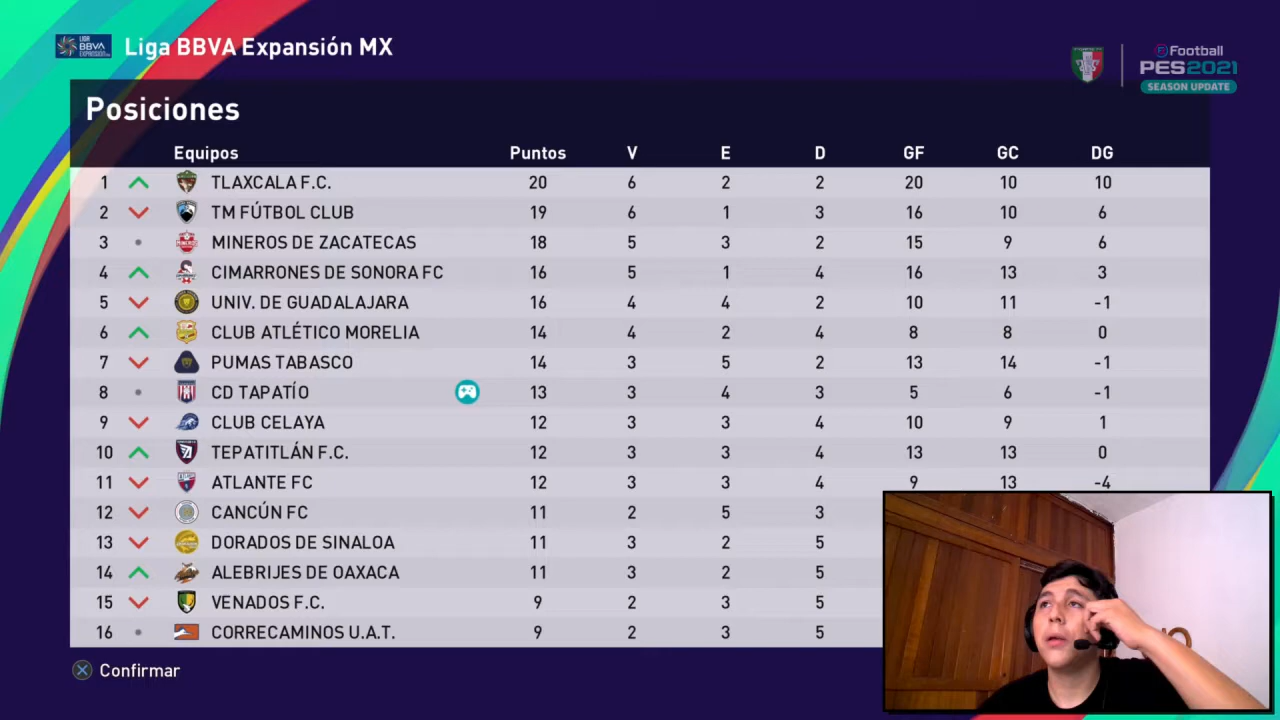 LIGA BBVA EXPANSIÓN MX
Liga BBVA Expansión MX
eFootball
PES2021
SEASON UPDATE
Posiciones
Equipos Puntos V E D GF GC DG
1 TLAXCALA F.C. 20 6 2 2 20 10 10
2 TM FÚTBOL CLUB 19 6 1 3 16 10 6
3 MINEROS DE ZACATECAS 18 5 3 2 15 9 6
4 CIMARRONES DE SONORA FC 16 5 1 4 16 13 3
5 UNIV. DE GUADALAJARA 16 4 4 2 10 11 -1
6 CLUB ATLÉTICO MORELIA 14 4 2 4 8 8 0
7 PUMAS TABASCO 14 3 5 2 13 14 -1
8 CD TAPATÍO 13 3 4 3 5 6 -1
9 CLUB CELAYA 12 3 3 4 10 9 1
10 TEPATITLÁN F.C. 12 3 3 4 13 13 0
11 ATLANTE FC 12 3 3 4 9 13 -4
12 CANCÚN FC 11 2 5 3
13 DORADOS DE SINALOA 11 3 2 5
14 ALEBRIJES DE OAXACA 11 3 2 5
15 VENADOS F.C. 9 2 3 5
16 CORRECAMINOS U.A.T. 9 2 3 5
Confirmar